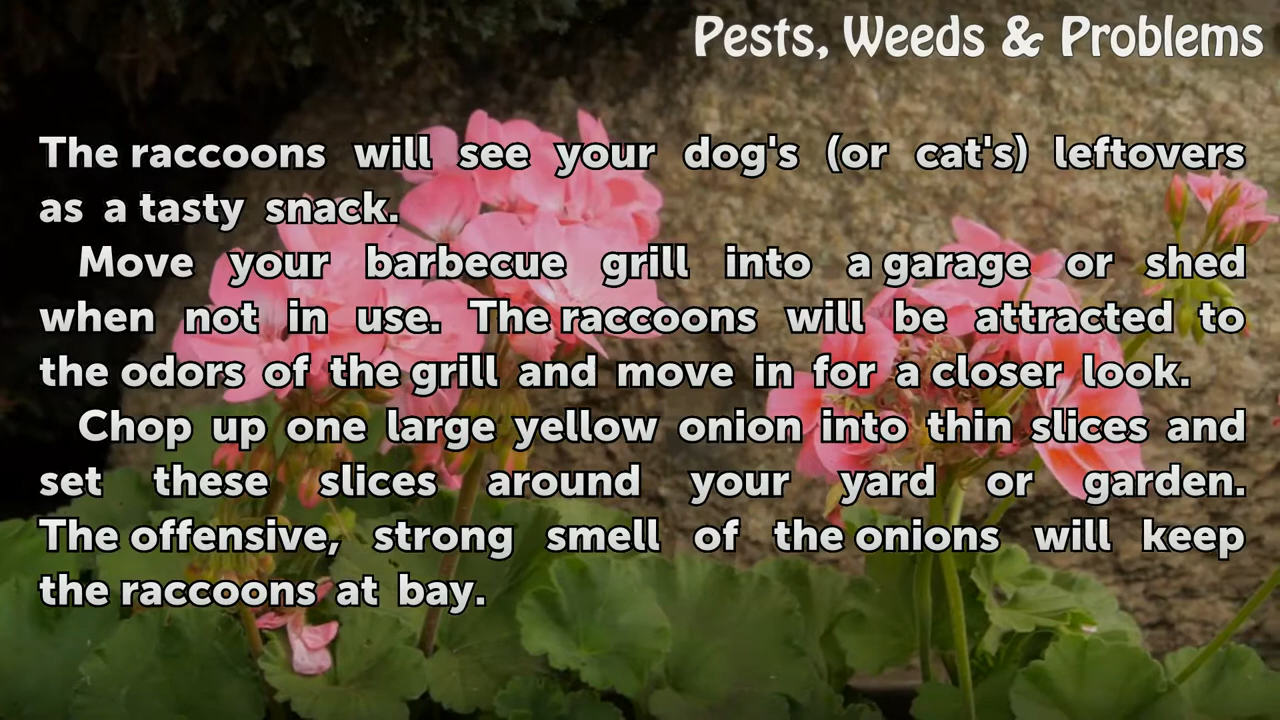 Pests, Weeds & Problems
The raccoons will see your dog's (or cat's) leftovers
as a tasty snack.
Move your barbecue grill into a garage or shed
when not in use. The raccoons will be attracted to
the odors of the grill and move in for a closer look.
Chop up one large yellow onion into thin slices and
set these slices around your yard or garden.
The offensive, strong smell of the onions will keep
the raccoons at bay.